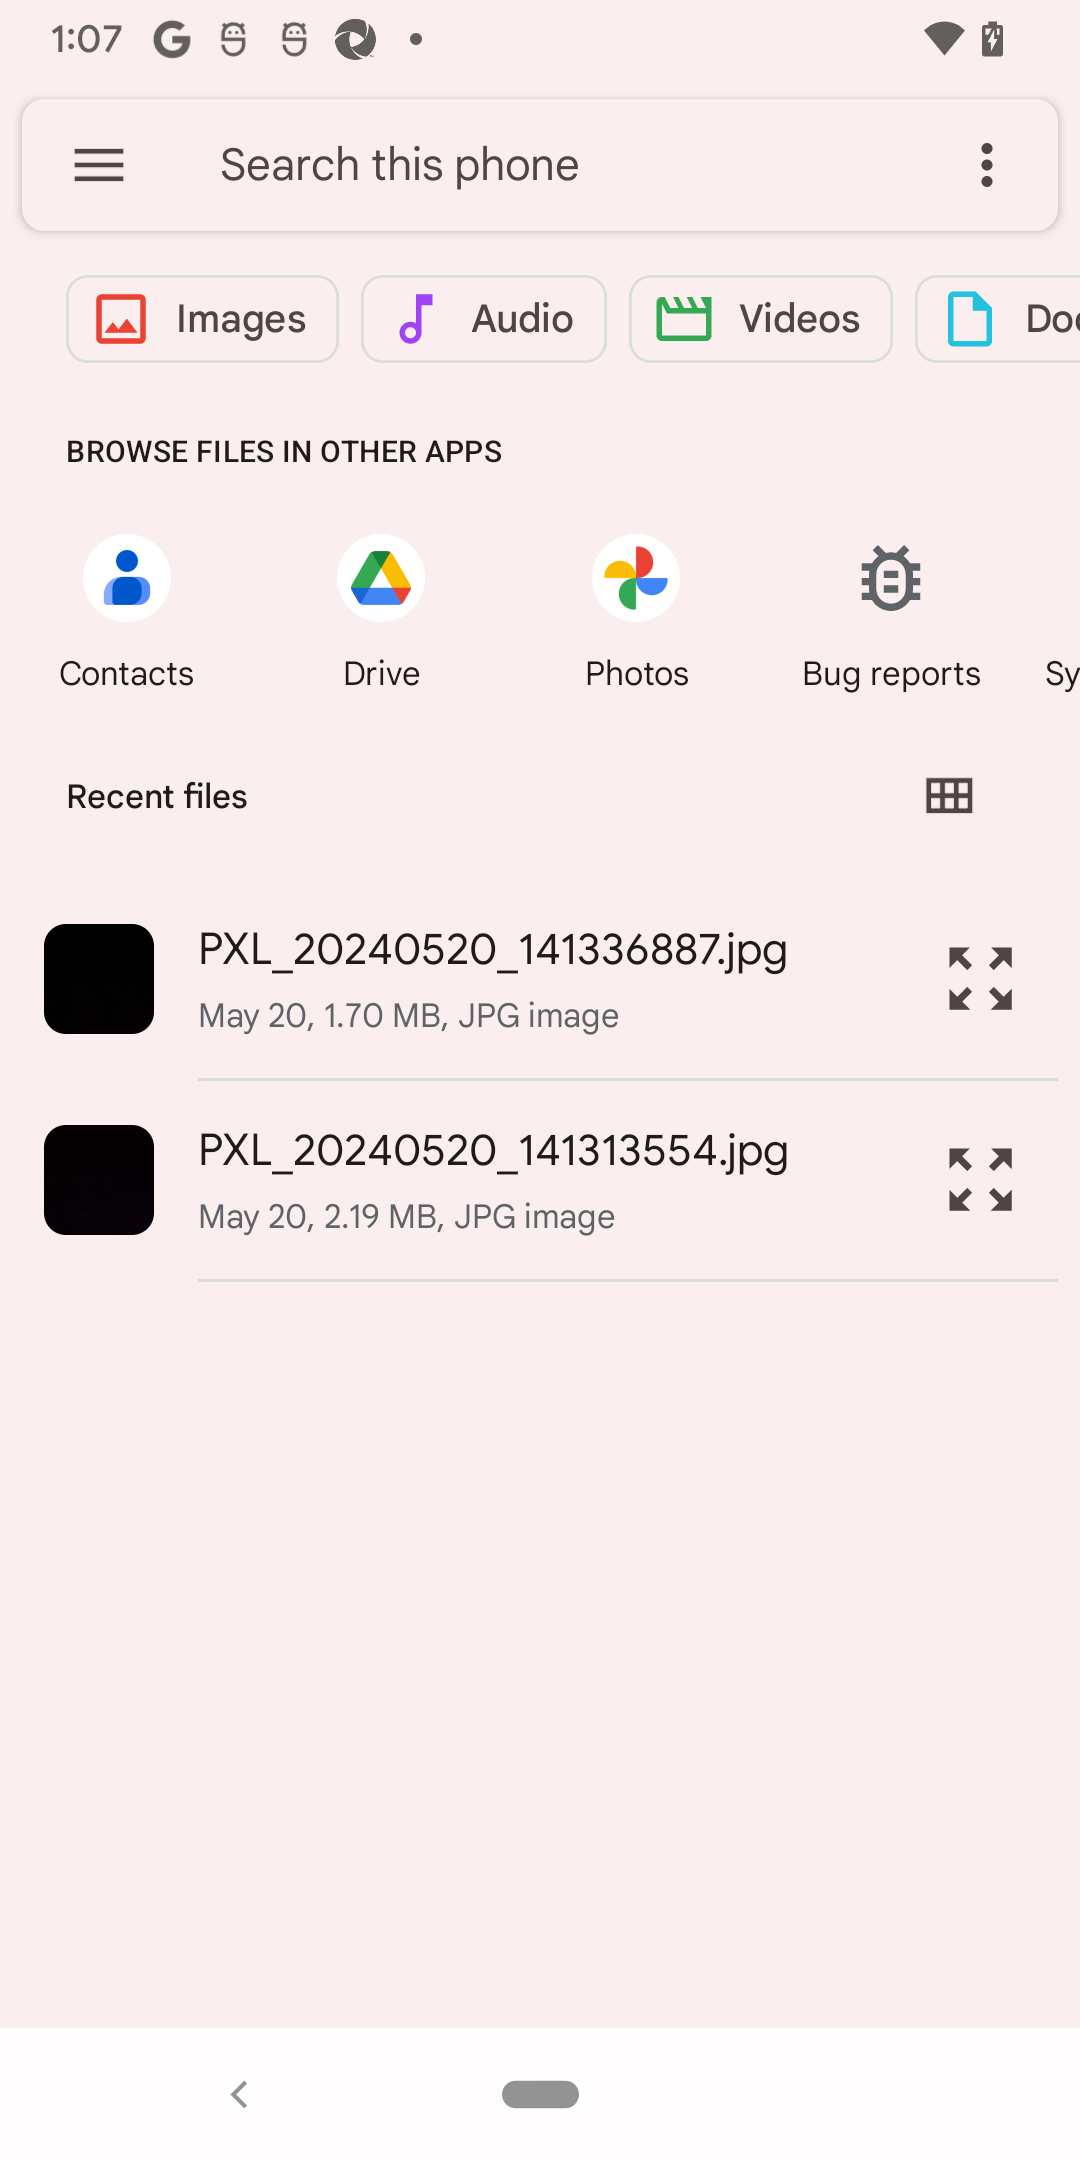 1:07
Search this phone
Images Audio Videos Doc
BROWSE FILES IN OTHER APPS
Contacts Drive Photos Bug reports Sy
Recent files
PXL_20240520_141336887.jpg
May 20, 1.70 MB, JPG image
PXL_20240520_141313554.jpg
May 20, 2.19 MB, JPG image